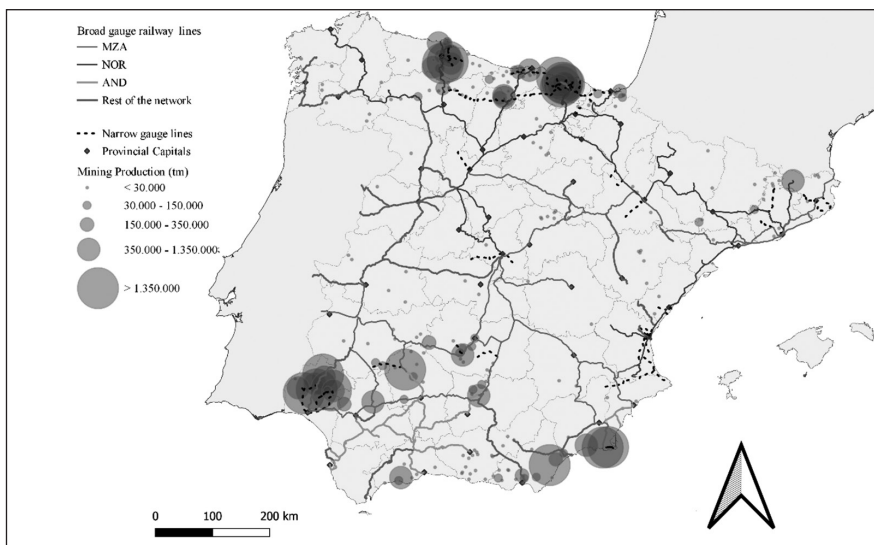 Broad gauge railway lines
MZA
NOR
AND
Rest of the network
Narrow gauge lines
Provincial Capitals
Mining Production (tm)
< 30.000
30.000 - 150.000
150.000 - 350.000
350.000 - 1.350.000
> 1.350.000
0 100 200 km